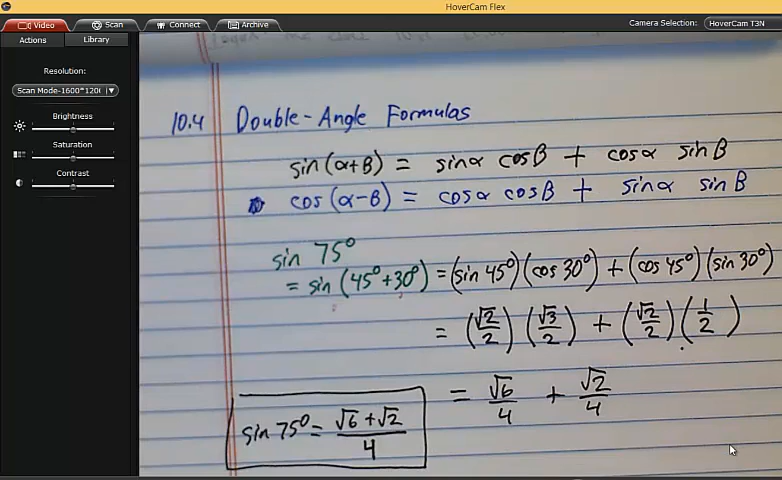 HoverCam Flex
Video Scan Connect Archive Camera Selection: HoverCam T3N
Actions Library
Resolution:
Scan Mode-1600*120(
Brightness
Saturation
Contrast
10.4 Double-Angle Formulas
sin(α+β) = sinα cosβ + cosα sinβ
cos(α-β) = cosα cosβ + sinα sinβ
sin 75°
= sin (45°+30°) = (sin 45°)(cos 30°) + (cos 45°)(sin 30°)
= (√2/2)(√3/2) + (√2/2)(1/2)
= √6/4 + √2/4
sin 75° = (√6+√2)/4